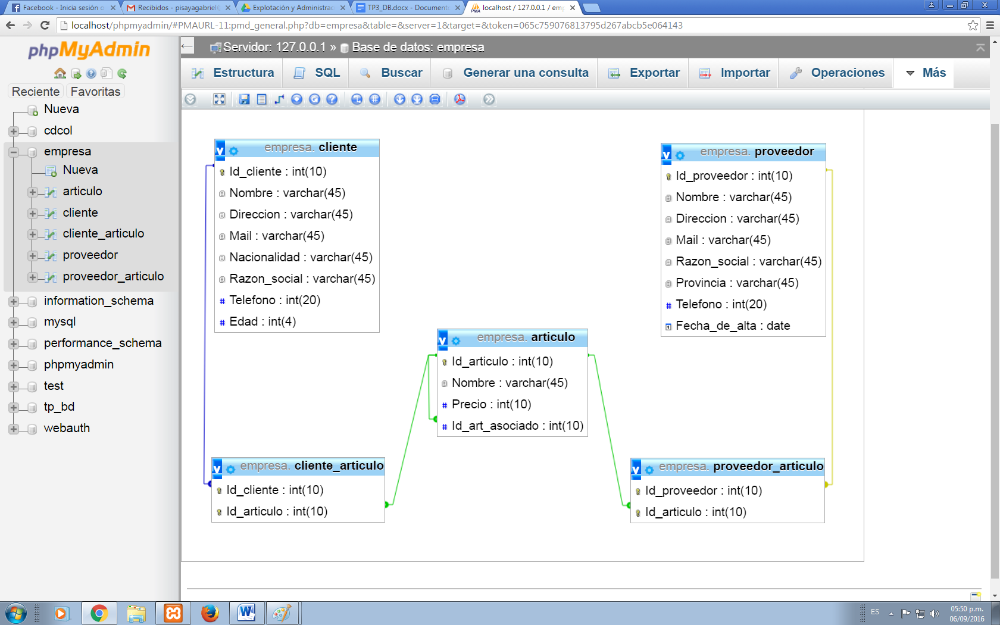 Facebook - Inicia sesión o
Recibidos - pisayagabriel@
Explotación y Administrac
TP3_DB.docx - Documento
localhost / 127.0.0.1 / emp
localhost/phpmyadmin/#PMAURL-11:pmd_general.php?db=empresa&table=&server=1&target=&token=065c759076813795d267abcb5e064143
phpMyAdmin
Reciente
Favoritas
Nueva
cdcol
empresa
Nueva
articulo
cliente
cliente_articulo
proveedor
proveedor_articulo
information_schema
mysql
performance_schema
phpmyadmin
test
tp_bd
webauth
Servidor: 127.0.0.1 » Base de datos: empresa
Estructura
SQL
Buscar
Generar una consulta
Exportar
Importar
Operaciones
Más
empresa. cliente
Id_cliente : int(10)
Nombre : varchar(45)
Direccion : varchar(45)
Mail : varchar(45)
Nacionalidad : varchar(45)
Razon_social : varchar(45)
Telefono : int(20)
Edad : int(4)
empresa. proveedor
Id_proveedor : int(10)
Nombre : varchar(45)
Direccion : varchar(45)
Mail : varchar(45)
Razon_social : varchar(45)
Provincia : varchar(45)
Telefono : int(20)
Fecha_de_alta : date
empresa. articulo
Id_articulo : int(10)
Nombre : varchar(45)
Precio : int(10)
Id_art_asociado : int(10)
empresa. cliente_articulo
Id_cliente : int(10)
Id_articulo : int(10)
empresa. proveedor_articulo
Id_proveedor : int(10)
Id_articulo : int(10)
ES
05:50 p.m.
06/09/2016